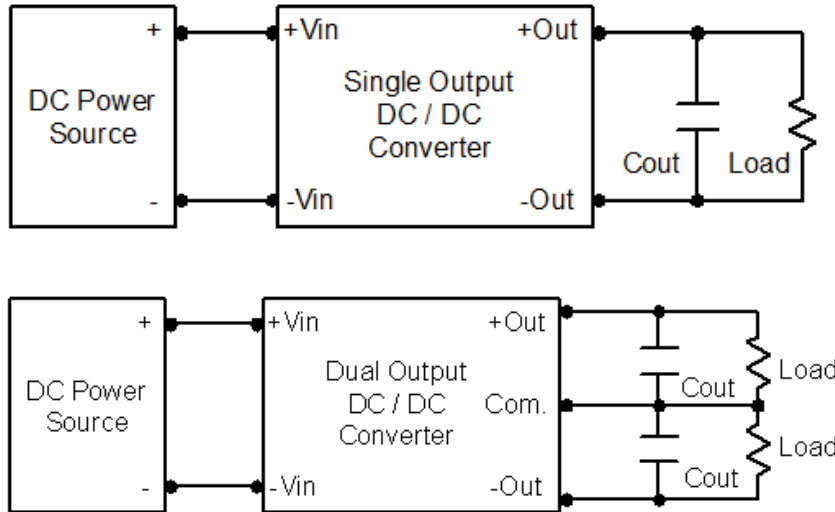 + +Vin +Out
Single Output
DC / DC
Converter
DC Power
Source
Cout Load
- -Vin -Out
+ +Vin +Out
Dual Output
DC / DC
Converter
DC Power
Source
Com.
Cout
Load
Cout
Load
- -Vin -Out